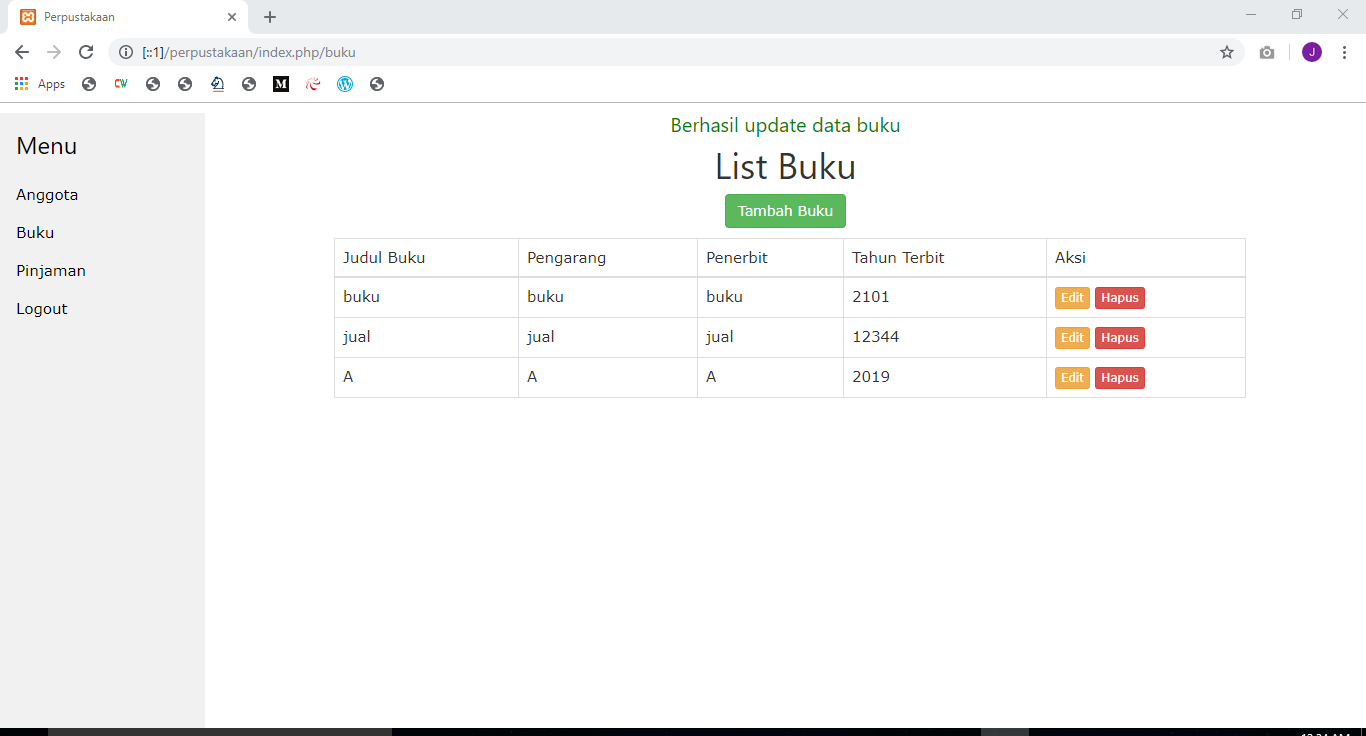 Perpustakaan
[::1]/perpustakaan/index.php/buku
J
Apps
CW
M
Menu
Anggota
Buku
Pinjaman
Logout
Berhasil update data buku
List Buku
Tambah Buku
Judul Buku Pengarang Penerbit Tahun Terbit Aksi
buku buku buku 2101 Edit Hapus
jual jual jual 12344 Edit Hapus
A A A 2019 Edit Hapus